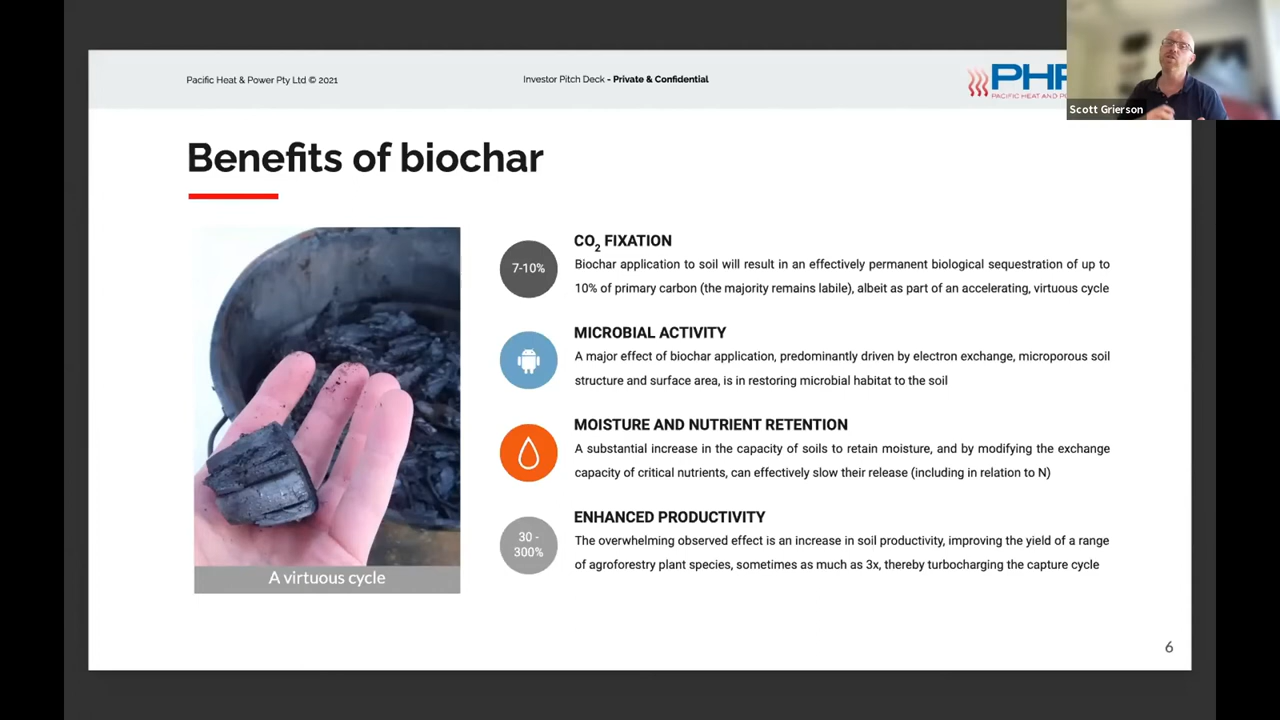 Pacific Heat & Power Pty Ltd © 2021
Investor Pitch Deck - Private & Confidential
PHP
PACIFIC HEAT AND
Scott Grierson
Benefits of biochar
7-10%
CO₂ FIXATION
Biochar application to soil will result in an effectively permanent biological sequestration of up to
10% of primary carbon (the majority remains labile), albeit as part of an accelerating, virtuous cycle
MICROBIAL ACTIVITY
A major effect of biochar application, predominantly driven by electron exchange, microporous soil
structure and surface area, is in restoring microbial habitat to the soil
MOISTURE AND NUTRIENT RETENTION
A substantial increase in the capacity of soils to retain moisture, and by modifying the exchange
capacity of critical nutrients, can effectively slow their release (including in relation to N)
30 -
300%
ENHANCED PRODUCTIVITY
The overwhelming observed effect is an increase in soil productivity, improving the yield of a range
of agroforestry plant species, sometimes as much as 3x, thereby turbocharging the capture cycle
A virtuous cycle
6